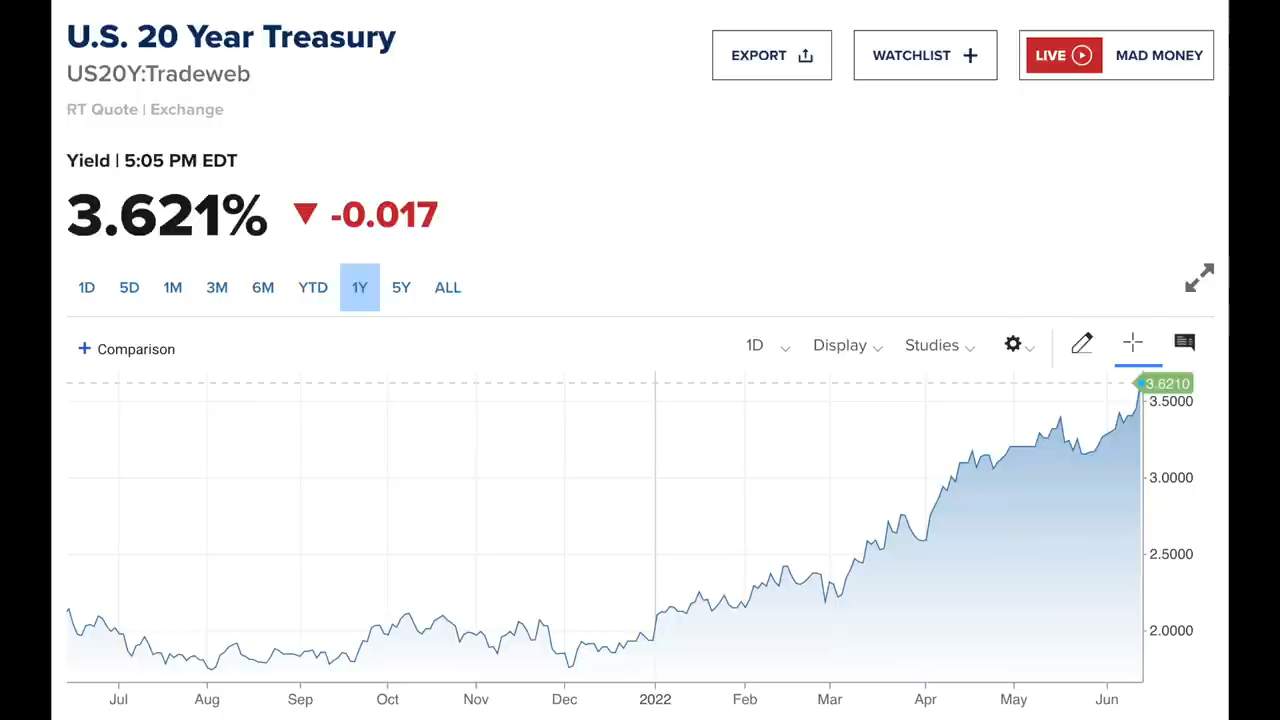 U.S. 20 Year Treasury
US20Y:Tradeweb
EXPORT
WATCHLIST +
LIVE MAD MONEY
RT Quote | Exchange
Yield | 5:05 PM EDT
3.621% ▼ -0.017
1D 5D 1M 3M 6M YTD 1Y 5Y ALL
+ Comparison
1D Display Studies
3.6210
3.5000
3.0000
2.5000
2.0000
Jul Aug Sep Oct Nov Dec 2022 Feb Mar Apr May Jun